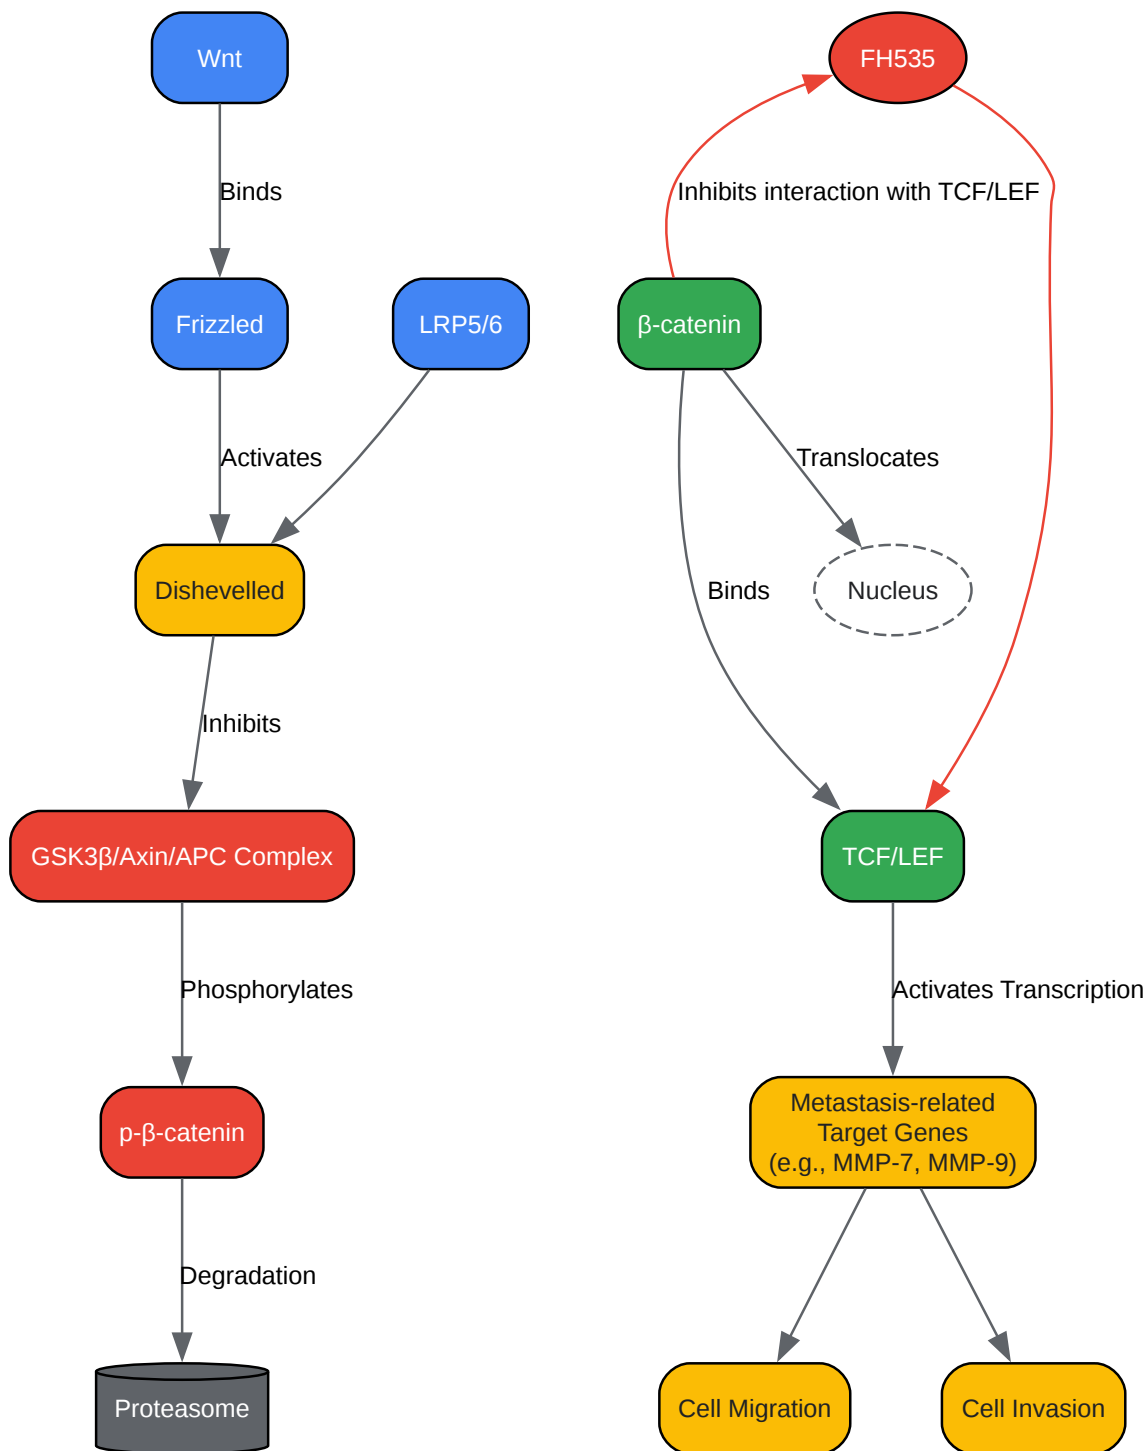 Wnt
FH535
Binds
Inhibits interaction with TCF/LEF
Frizzled
LRP5/6
β-catenin
Activates
Translocates
Dishevelled
Binds
Nucleus
Inhibits
GSK3β/Axin/APC Complex
TCF/LEF
Phosphorylates
Activates Transcription
p-β-catenin
Metastasis-related
Target Genes
(e.g., MMP-7, MMP-9)
Degradation
Proteasome
Cell Migration
Cell Invasion